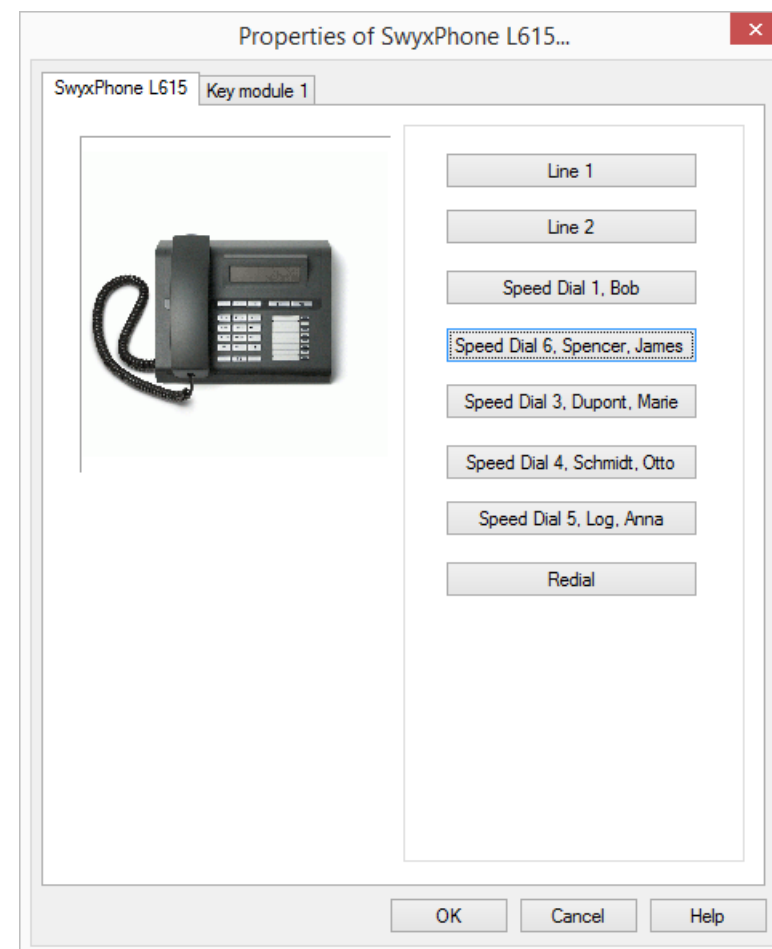 Properties of SwyxPhone L615...
SwyxPhone L615
Key module 1
Line 1
Line 2
Speed Dial 1, Bob
Speed Dial 6, Spencer, James
Speed Dial 3, Dupont, Marie
Speed Dial 4, Schmidt, Otto
Speed Dial 5, Log, Anna
Redial
OK
Cancel
Help